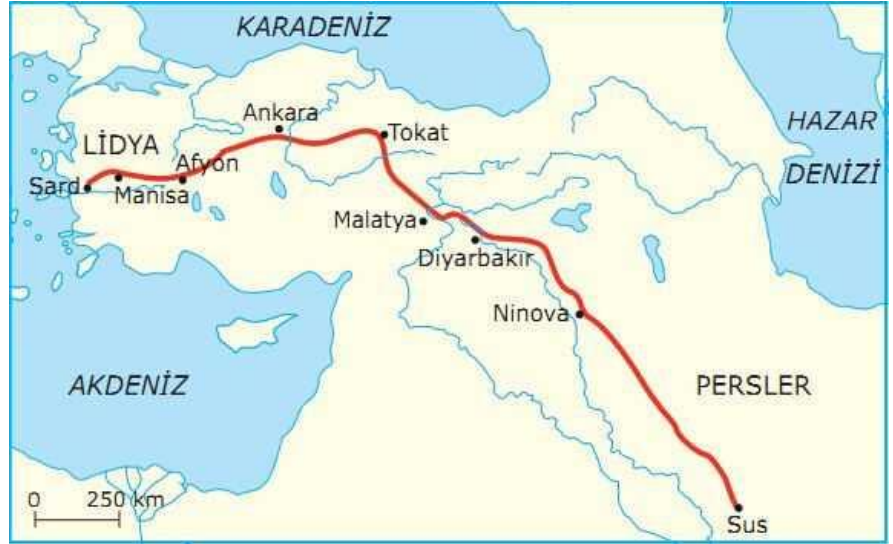 KARADENİZ
HAZAR
DENİZİ
Ankara
Tokat
LİDYA
Afyon
Sard
Manisa
Malatya
Diyarbakır
Ninova
AKDENİZ
PERSLER
0 250 km
Sus